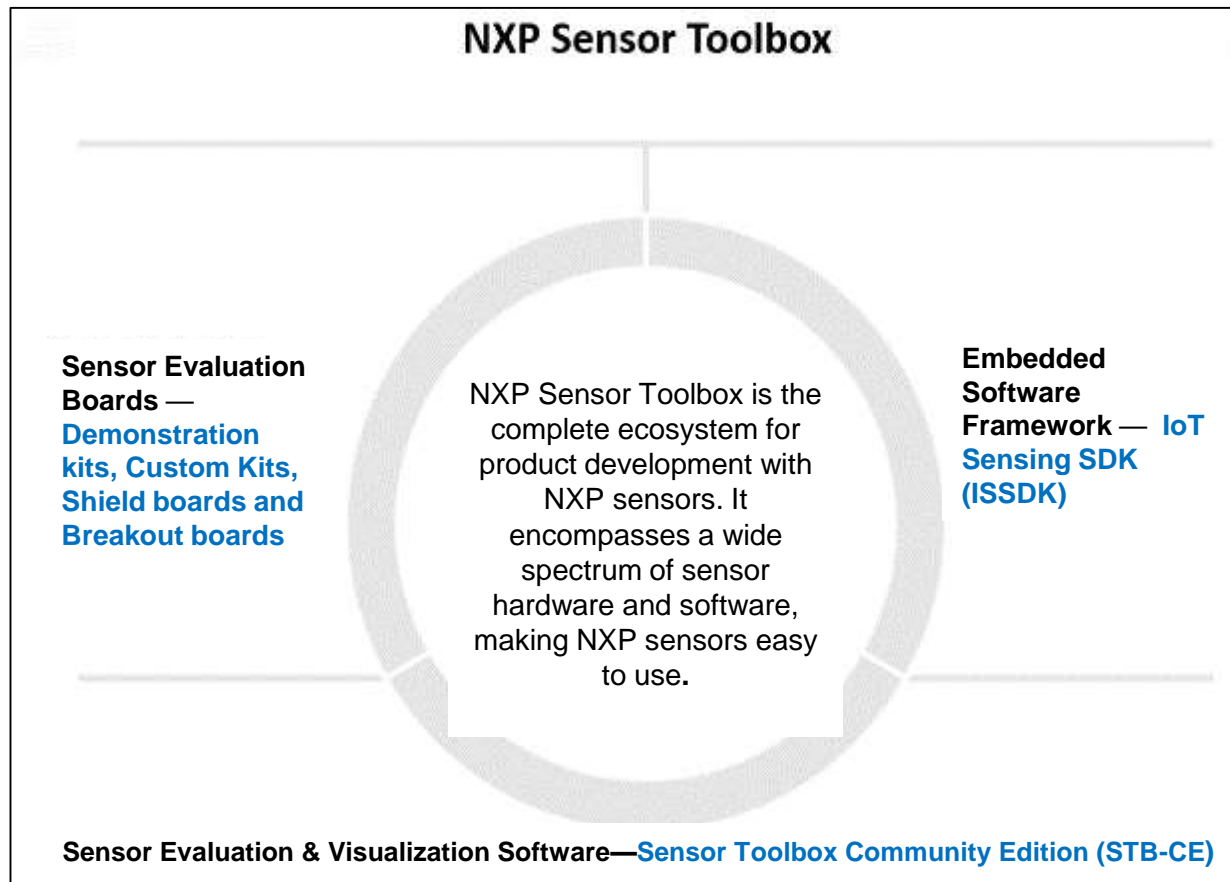 NXP Sensor Toolbox
Sensor Evaluation
Boards —
Demonstration
kits, Custom Kits,
Shield boards and
Breakout boards
NXP Sensor Toolbox is the
complete ecosystem for
product development with
NXP sensors. It
encompasses a wide
spectrum of sensor
hardware and software,
making NXP sensors easy
to use.
Embedded
Software
Framework — IoT
Sensing SDK
(ISSDK)
Sensor Evaluation & Visualization Software—Sensor Toolbox Community Edition (STB-CE)